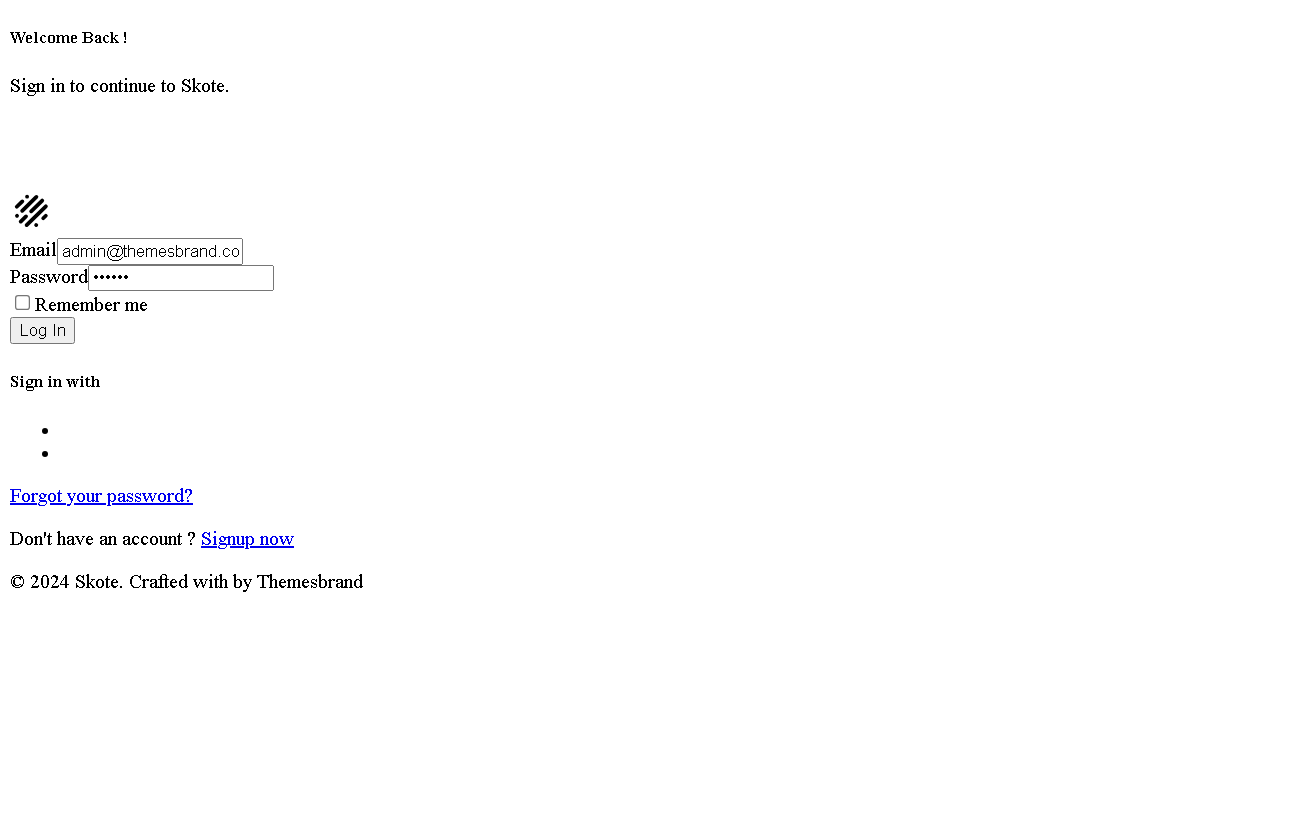 Welcome Back !
Sign in to continue to Skote.
Email admin@themesbrand.co
Password ••••••
Remember me
Log In
Sign in with
Forgot your password?
Don't have an account ? Signup now
© 2024 Skote. Crafted with by Themesbrand